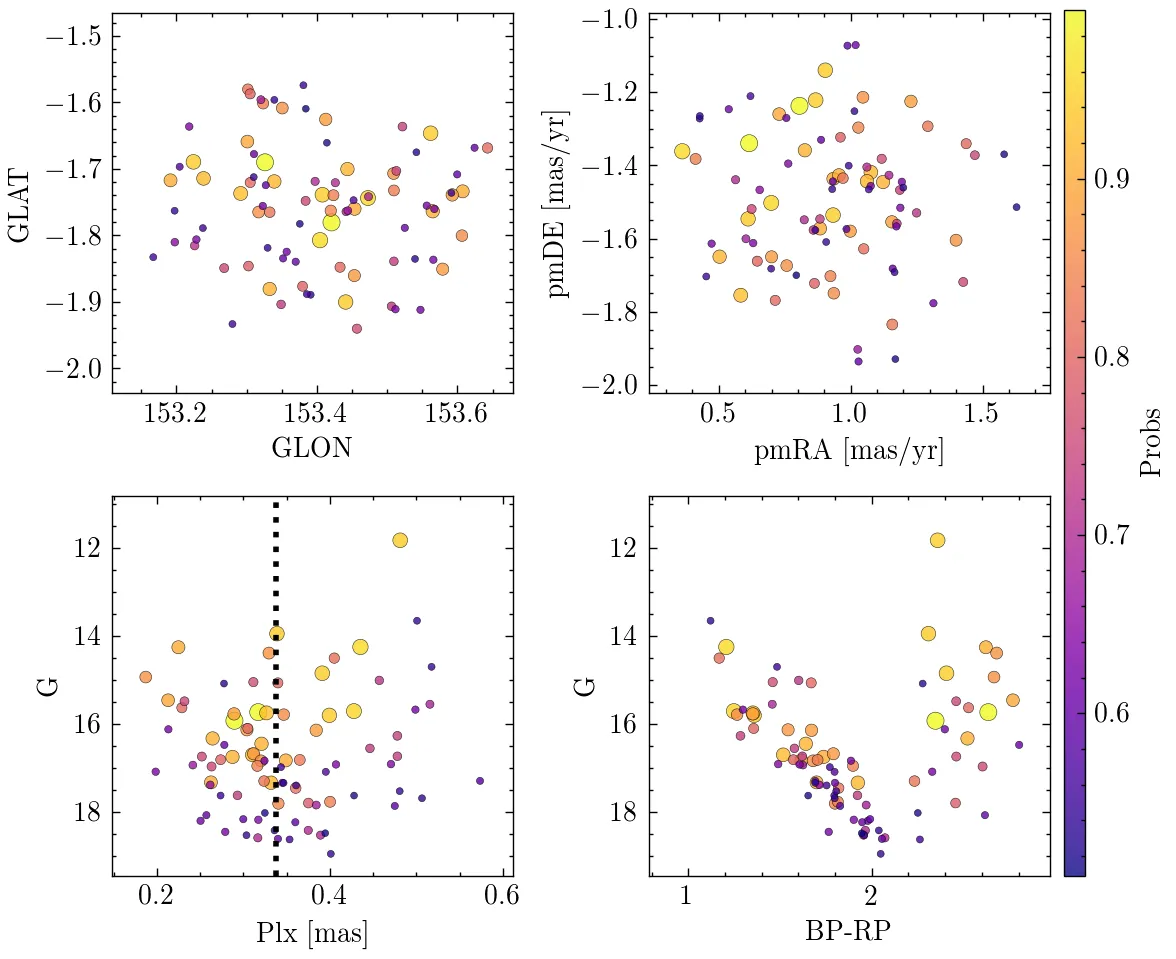 −1.5
−1.6
−1.7
−1.8
−1.9
−2.0
GLAT
153.2 153.4 153.6
GLON
−1.0
−1.2
−1.4
−1.6
−1.8
−2.0
pmDE [mas/yr]
0.5 1.0 1.5
pmRA [mas/yr]
12
14
16
18
G
0.2 0.4 0.6
Plx [mas]
12
14
16
18
G
1 2
BP-RP
0.9
0.8
0.7
0.6
Probs